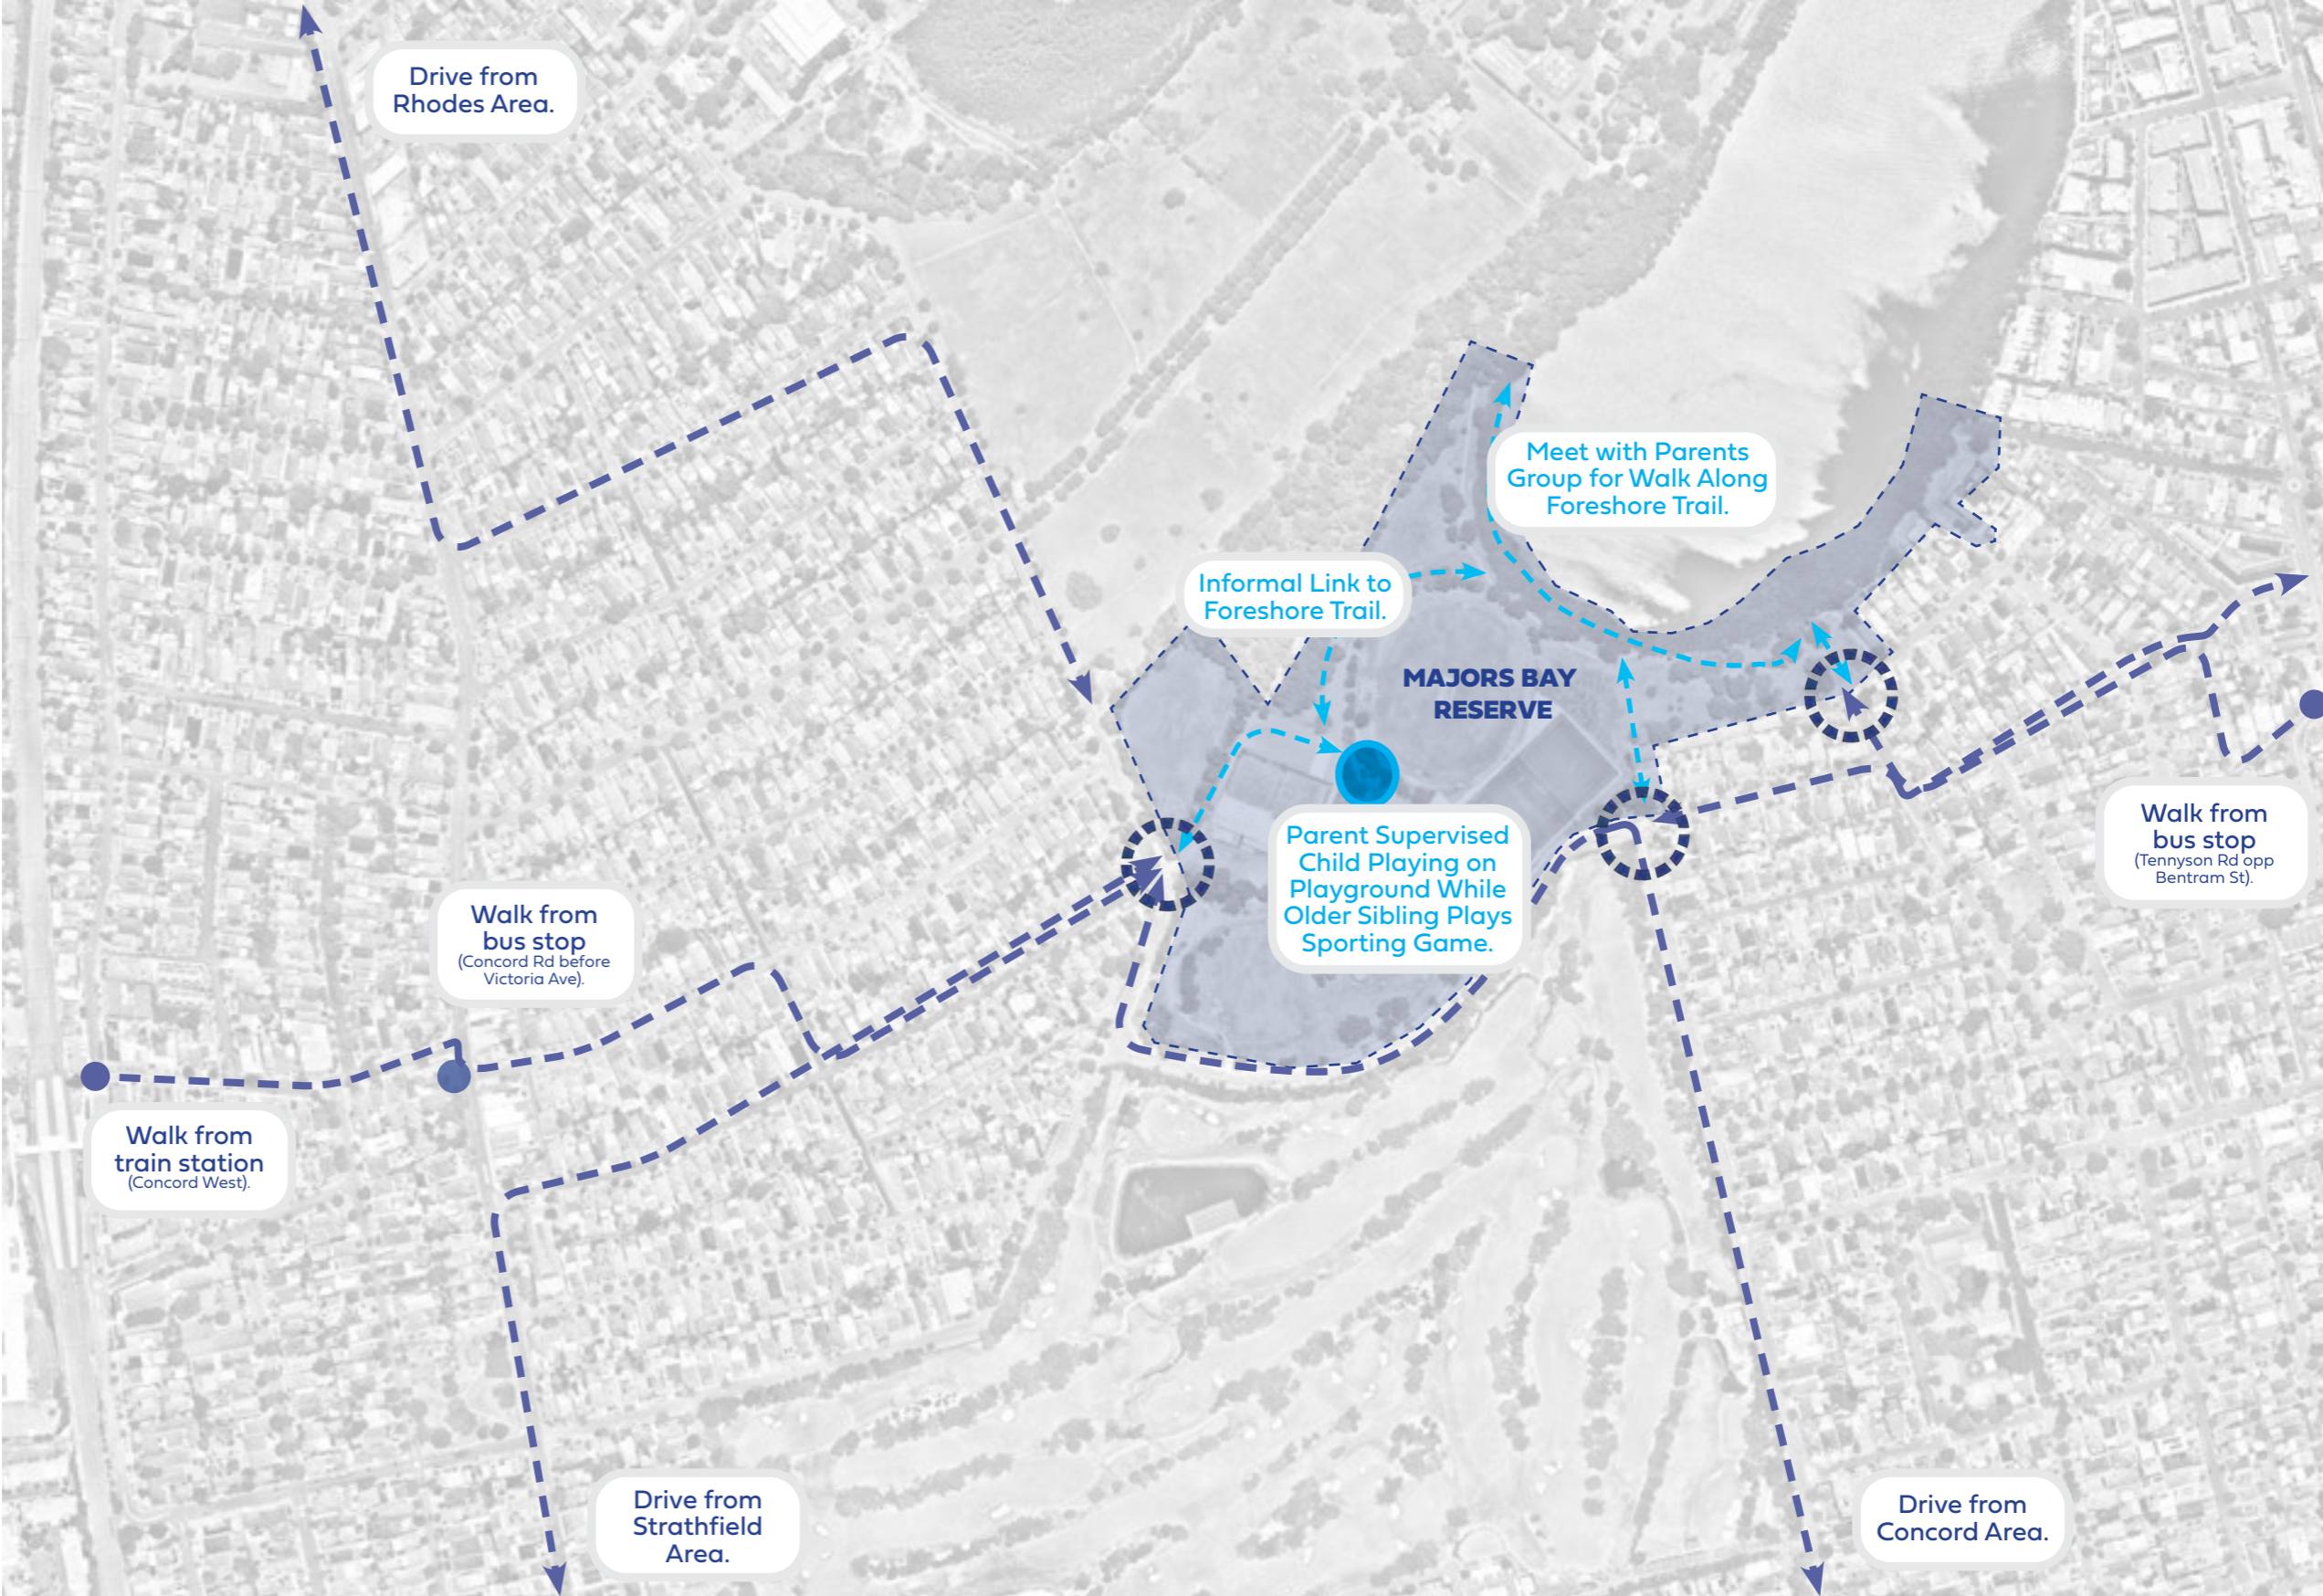 Drive from
Rhodes Area.
Meet with Parents
Group for Walk Along
Foreshore Trail.
Informal Link to
Foreshore Trail.
MAJORS BAY
RESERVE
Parent Supervised
Child Playing on
Playground While
Older Sibling Plays
Sporting Game.
Walk from
bus stop
(Tennyson Rd opp
Bentram St).
Walk from
bus stop
(Concord Rd before
Victoria Ave).
Walk from
train station
(Concord West).
Drive from
Strathfield
Area.
Drive from
Concord Area.